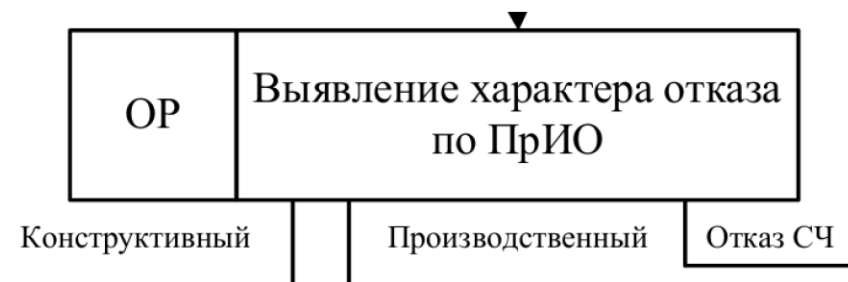 ОР
Выявление характера отказа
по ПрИО
Конструктивный
Производственный
Отказ СЧ